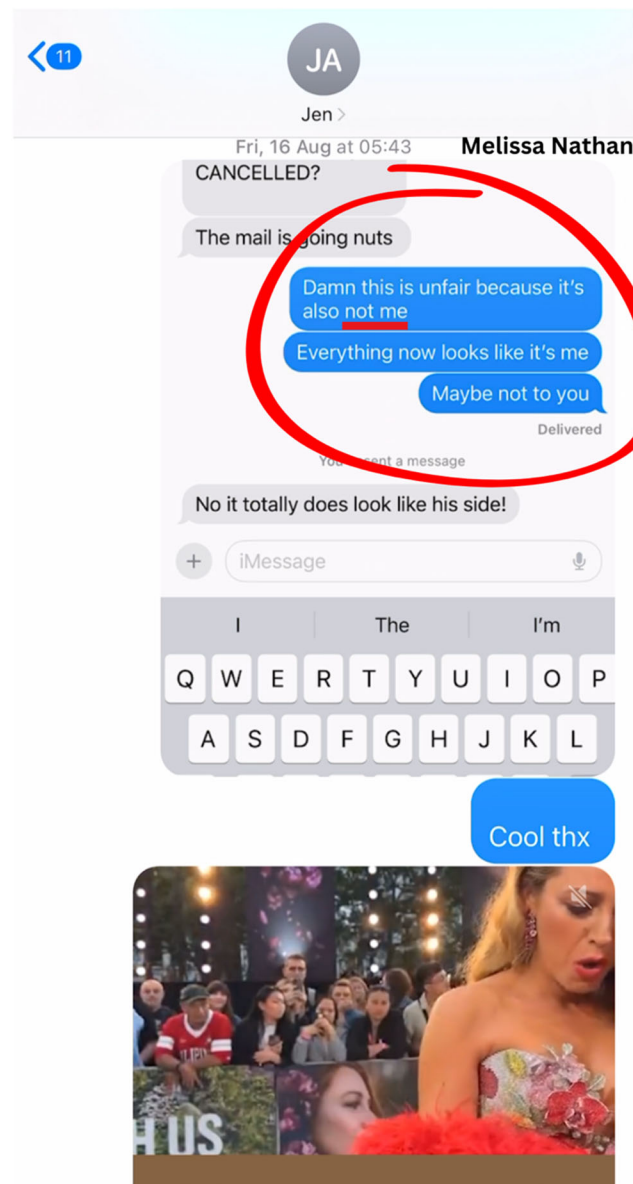 11
JA
Jen
Fri, 16 Aug at 05:43
Melissa Nathan
CANCELLED?
The mail is going nuts
Damn this is unfair because it's
also not me
Everything now looks like it's me
Maybe not to you
Delivered
sent a message
No it totally does look like his side!
iMessage
I The I'm
Q W E R T Y U I O P
A S D F G H J K L
Cool thx
H US